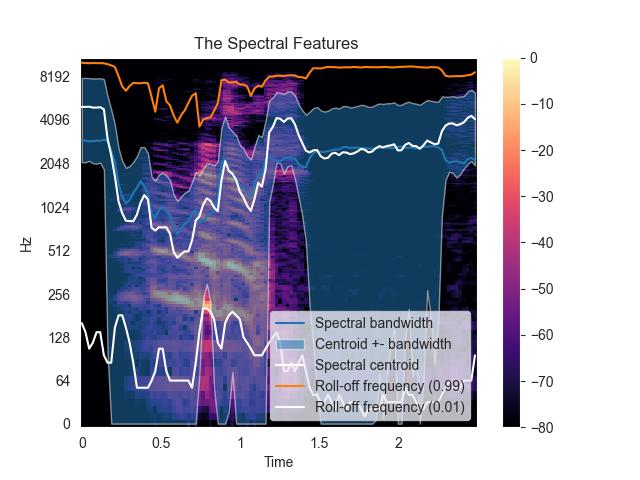 The Spectral Features
8192
4096
2048
1024
512
256
128
64
0
Hz
0
0.5
1
1.5
2
Time
Spectral bandwidth
Centroid +- bandwidth
Spectral centroid
Roll-off frequency (0.99)
Roll-off frequency (0.01)
0
−10
−20
−30
−40
−50
−60
−70
−80